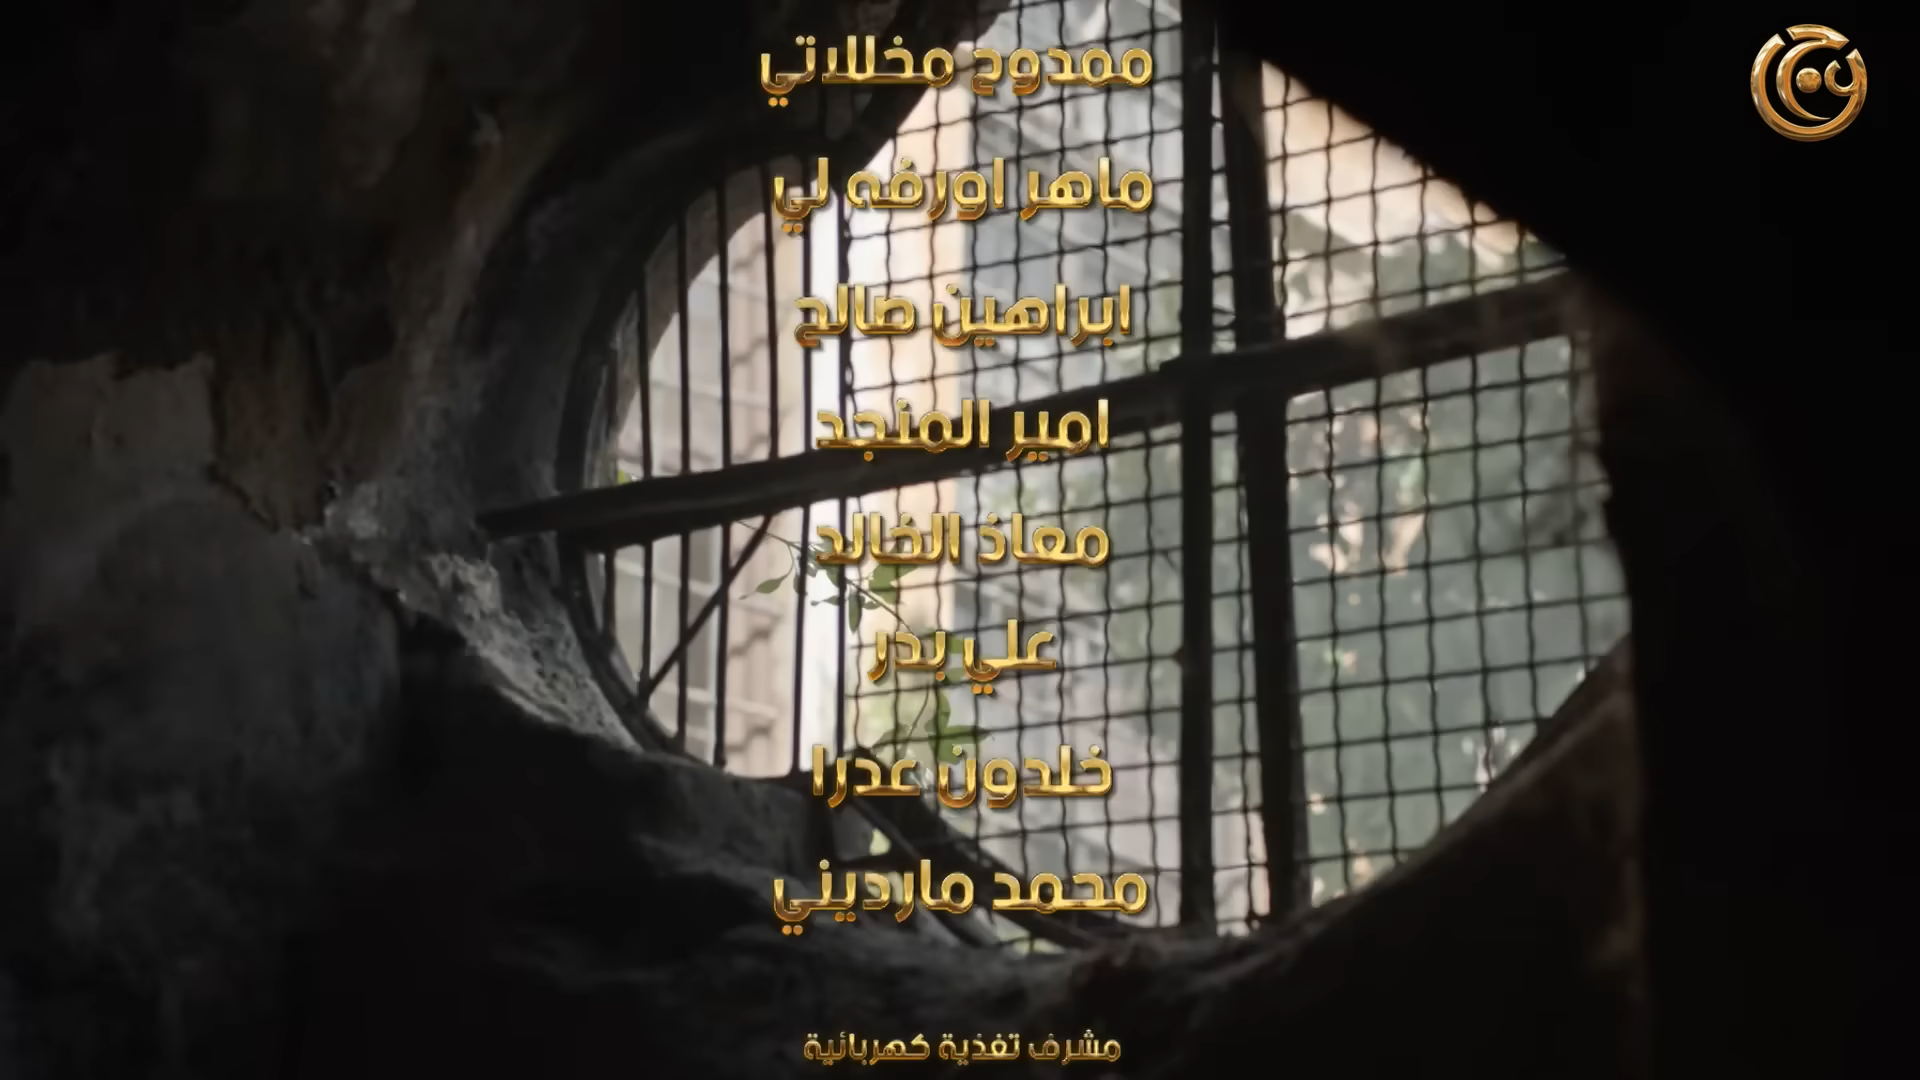 ممدوح مخللاتي
ماهر اورفه لي
ابراهين صالح
امير المنجد
معاذ الخالد
علي بدر
خلدون عدرا
محمد مارديني
مشرف تغذية كهربائية